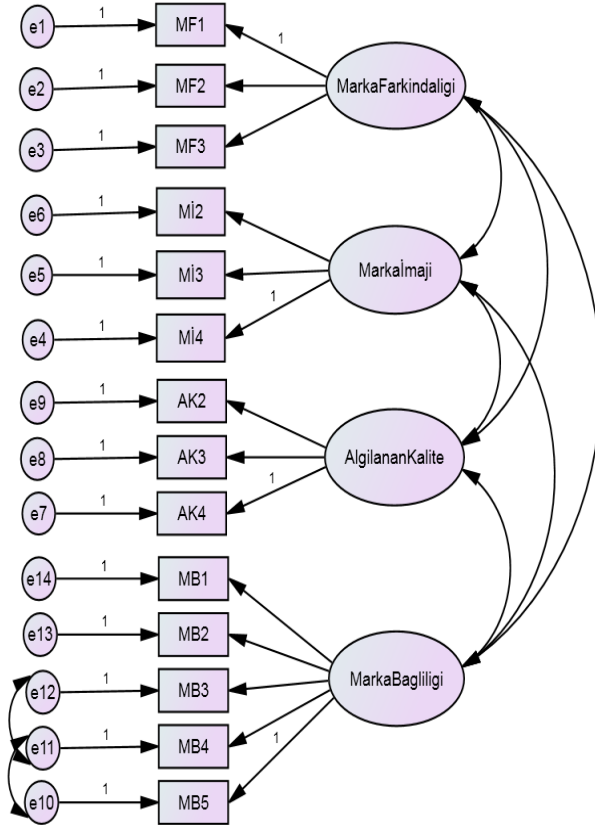 e1 1 MF1 1
e2 1 MF2 MarkaFarkindaligi
e3 1 MF3
e6 1 Mİ2
e5 1 Mİ3 Markaİmaji
e4 1 Mİ4 1
e9 1 AK2
e8 1 AK3 AlgilananKalite
e7 1 AK4 1
e14 1 MB1
e13 1 MB2
e12 1 MB3 MarkaBagliligi
e11 1 MB4 1
e10 1 MB5